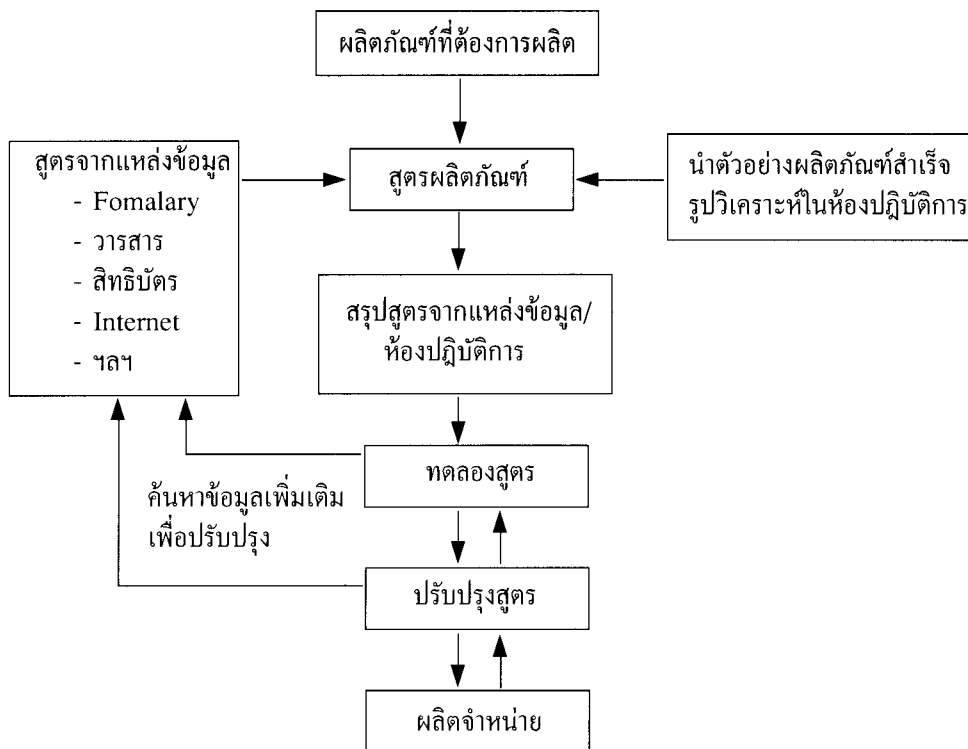 ผลิตภัณฑ์ที่ต้องการผลิต
สูตรจากแหล่งข้อมูล
- Fomalary
- วารสาร
- สิทธิบัตร
- Internet
- ฯลฯ
สูตรผลิตภัณฑ์
นำตัวอย่างผลิตภัณฑ์สำเร็จ
รูปวิเคราะห์ในห้องปฎิบัติการ
สรุปสูตรจากแหล่งข้อมูล/
ห้องปฎิบัติการ
ทดลองสูตร
ค้นหาข้อมูลเพิ่มเติม
เพื่อปรับปรุง
ปรับปรุงสูตร
ผลิตจำหน่าย